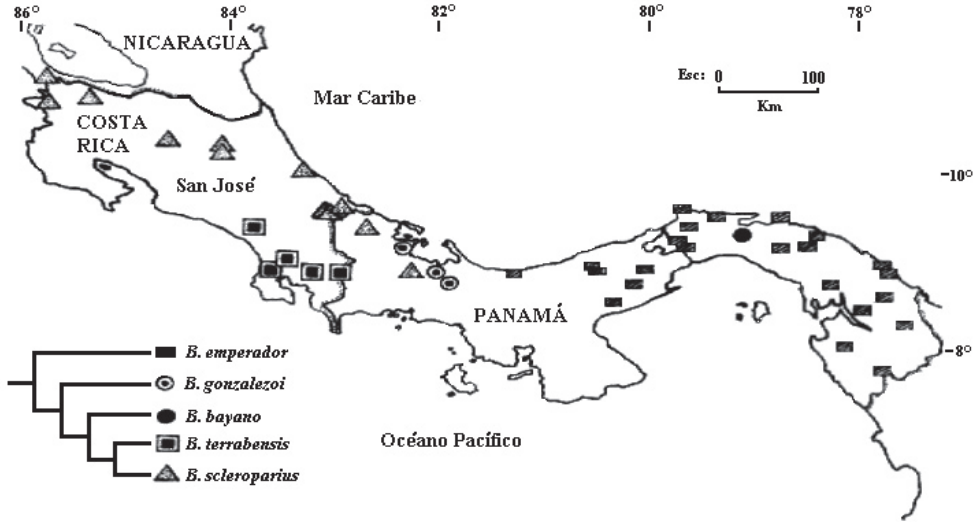 86° 84° 82° 80° 78°
NICARAGUA
Esc: 0 100
Km
Mar Caribe
COSTA
RICA
10°
San José
PANAMÁ
8°
B. emperador
B. gonzalezoi
B. bayano
B. terrabensis
B. scleroparius
Océano Pacífico